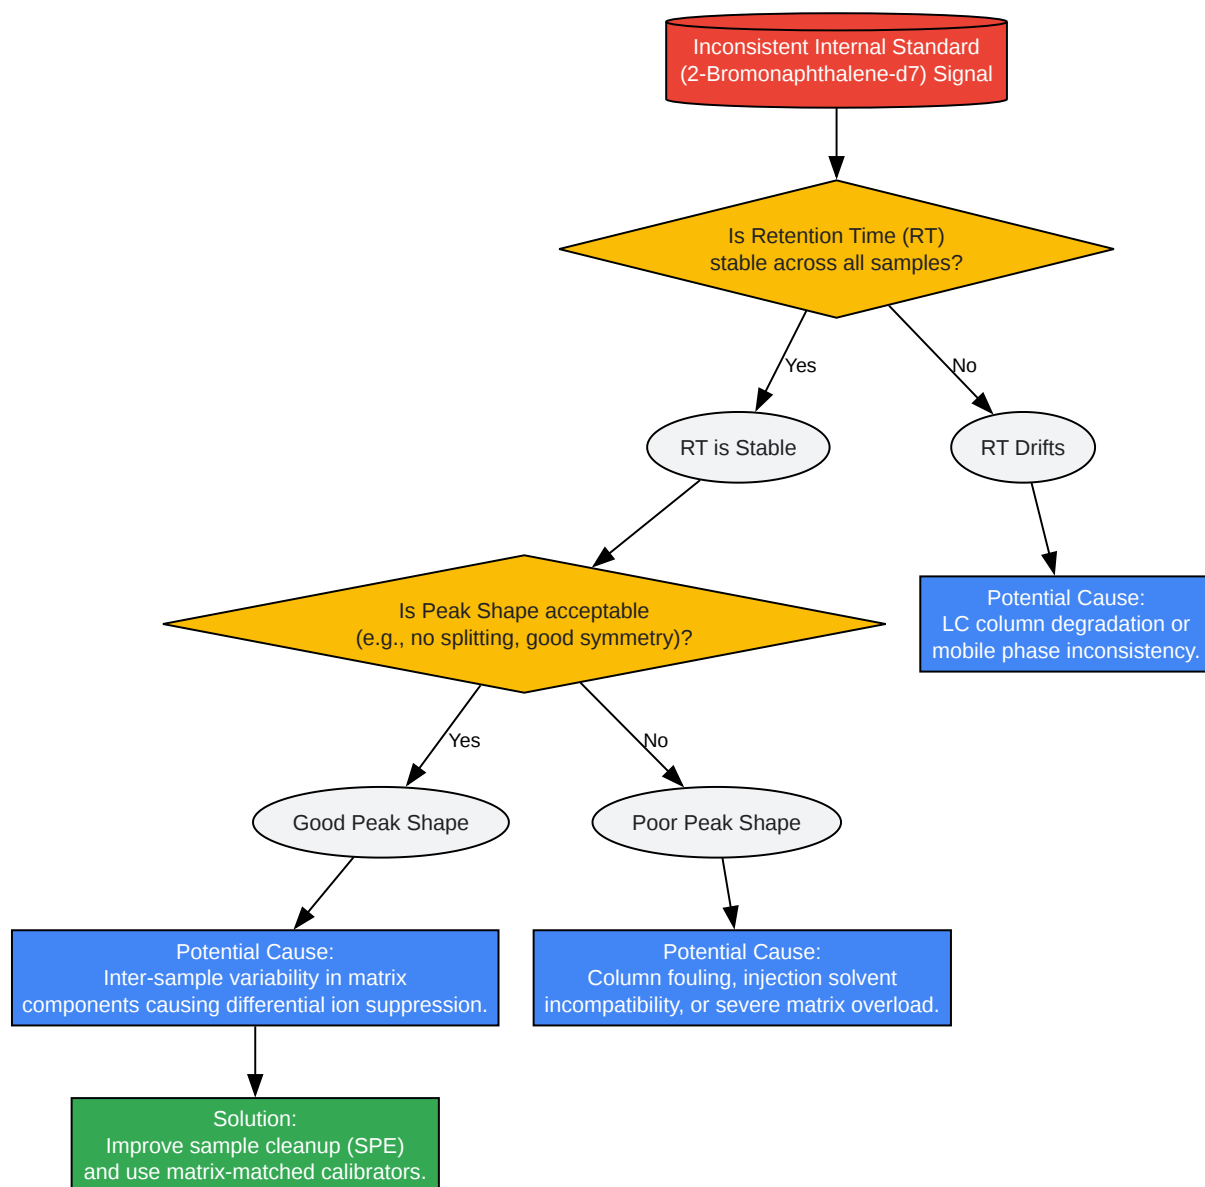 Inconsistent Internal Standard
(2-Bromonaphthalene-d7) Signal
Is Retention Time (RT)
stable across all samples?
Yes
No
RT is Stable
RT Drifts
Is Peak Shape acceptable
(e.g., no splitting, good symmetry)?
Potential Cause:
LC column degradation or
mobile phase inconsistency.
Yes
No
Good Peak Shape
Poor Peak Shape
Potential Cause:
Inter-sample variability in matrix
components causing differential ion suppression.
Potential Cause:
Column fouling, injection solvent
incompatibility, or severe matrix overload.
Solution:
Improve sample cleanup (SPE)
and use matrix-matched calibrators.